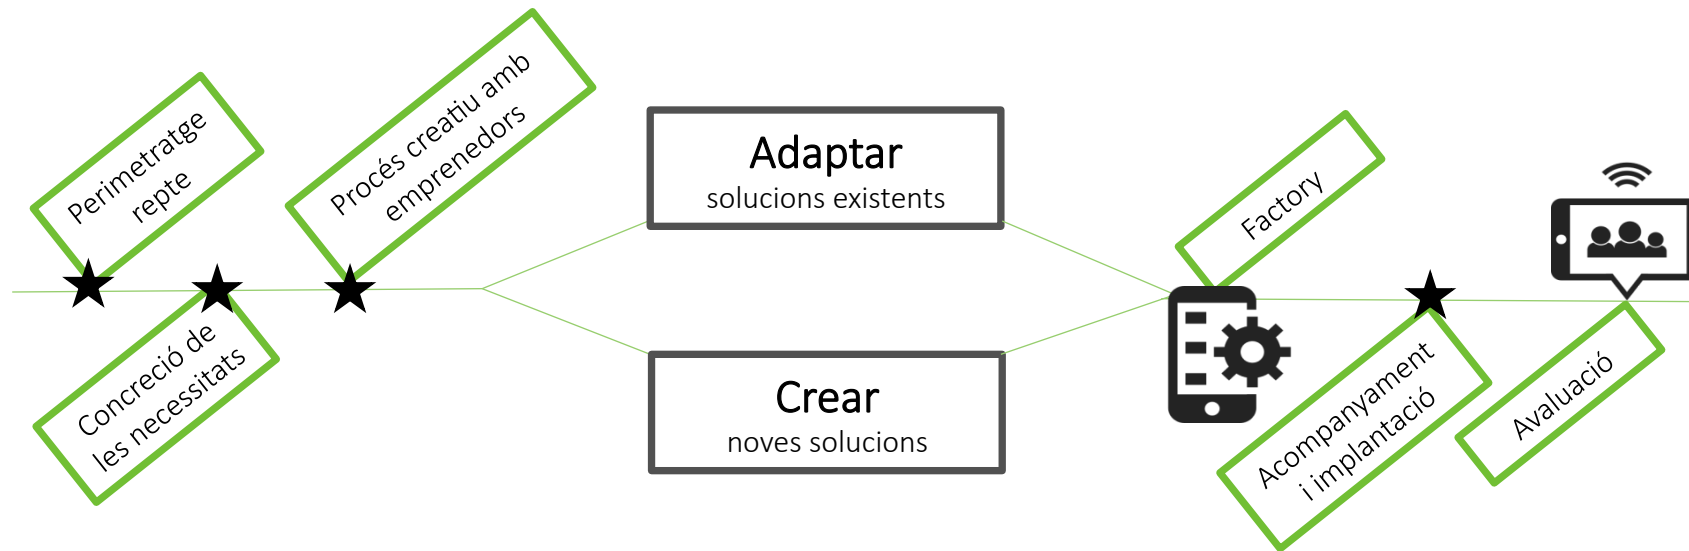 Perimetratge
repte
Concreció de
les necessitats
Procés creatiu amb
emprenedors
Adaptar
solucions existents
Crear
noves solucions
Factory
Acompanyament
i implantació
Avaluació